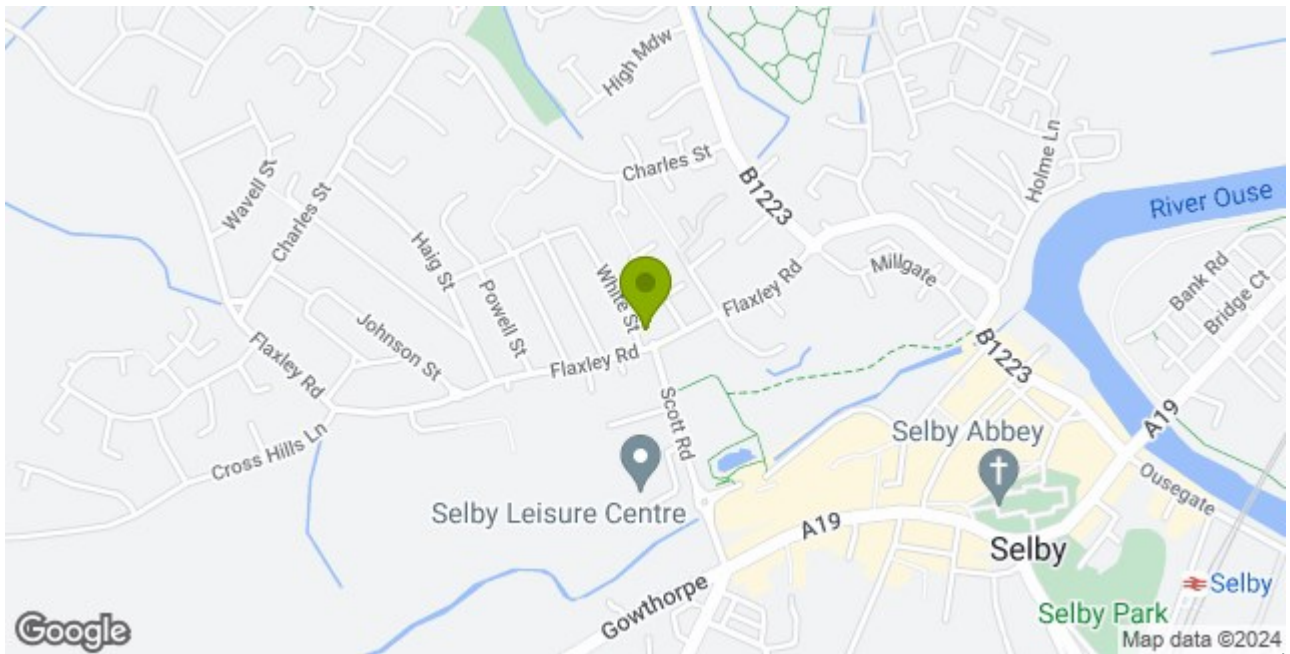 High Mdw
Charles St
B1223
Holme Ln
River Ouse
Wavell St
Charles St
Haig St
Powell St
White St
Flaxley Rd
Millgate
Bank Rd
Bridge Ct
Johnson St
Flaxley Rd
Flaxley Rd
B1223
Scott Rd
A19
Selby Abbey
Cross Hills Ln
Ousegate
Selby Leisure Centre
A19
Selby
Selby
Gowthorpe
Selby Park
Google
Map data ©2024